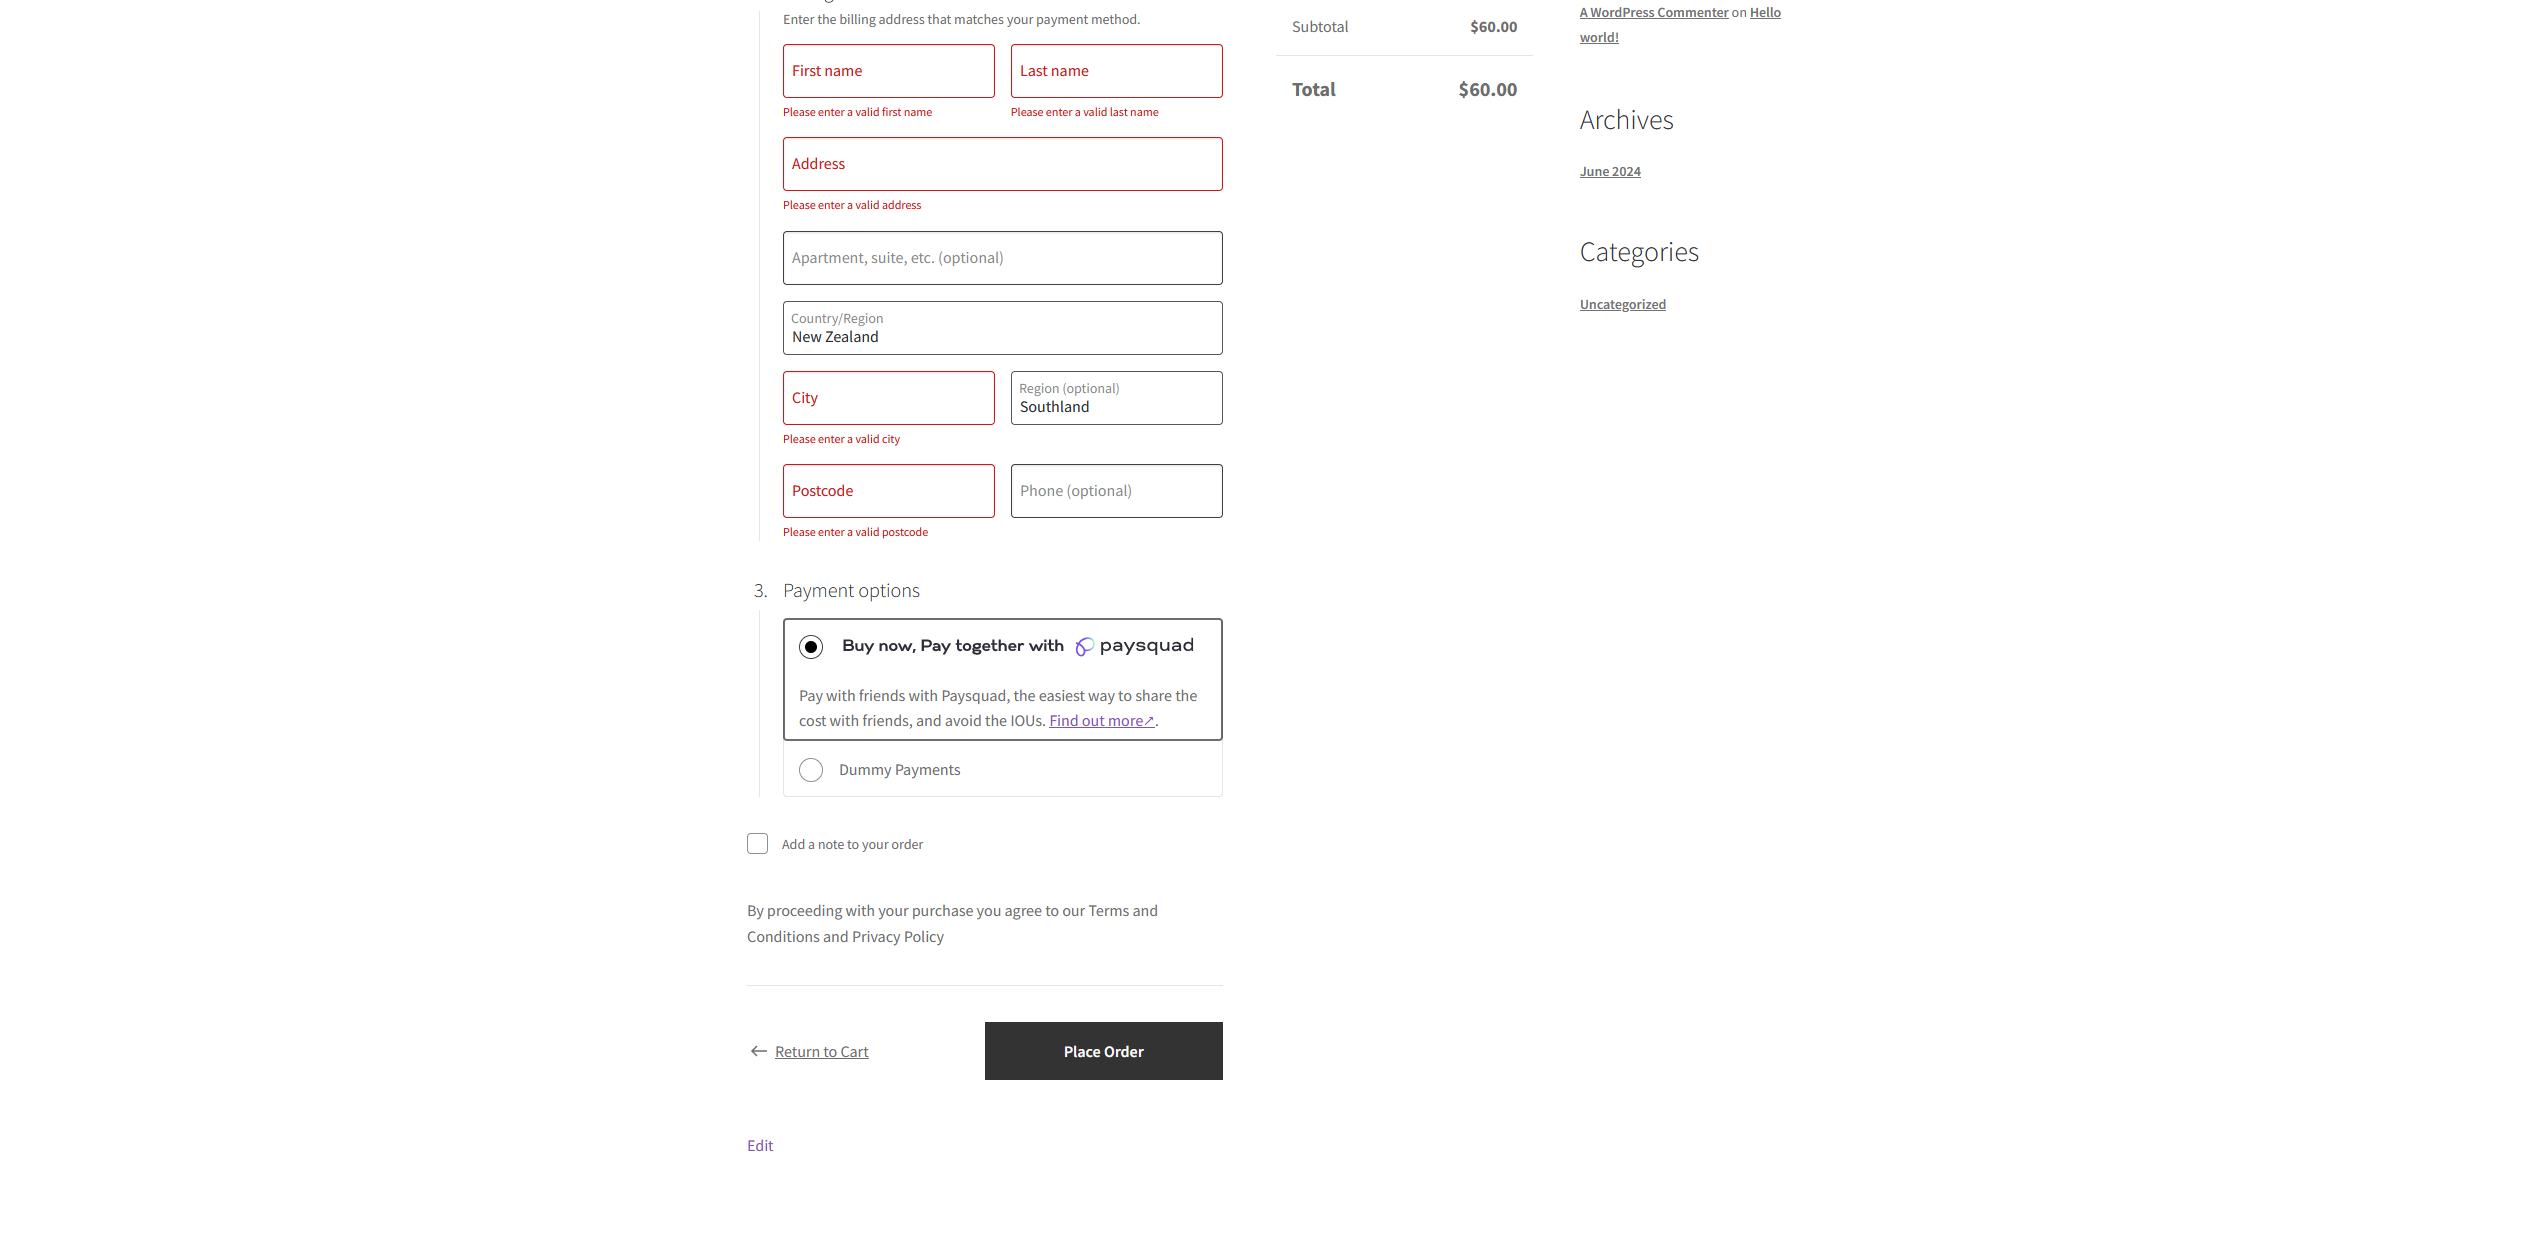 Enter the billing address that matches your payment method.
First name
Last name
Please enter a valid first name
Please enter a valid last name
Address
Please enter a valid address
Apartment, suite, etc. (optional)
Country/Region
New Zealand
City
Region (optional)
Southland
Please enter a valid city
Postcode
Phone (optional)
Please enter a valid postcode
3. Payment options
Buy now, Pay together with paysquad
Pay with friends with Paysquad, the easiest way to share the
cost with friends, and avoid the IOUs. Find out more↗.
Dummy Payments
Add a note to your order
By proceeding with your purchase you agree to our Terms and
Conditions and Privacy Policy
← Return to Cart
Place Order
Edit
Subtotal $60.00
Total $60.00
A WordPress Commenter on Hello
world!
Archives
June 2024
Categories
Uncategorized